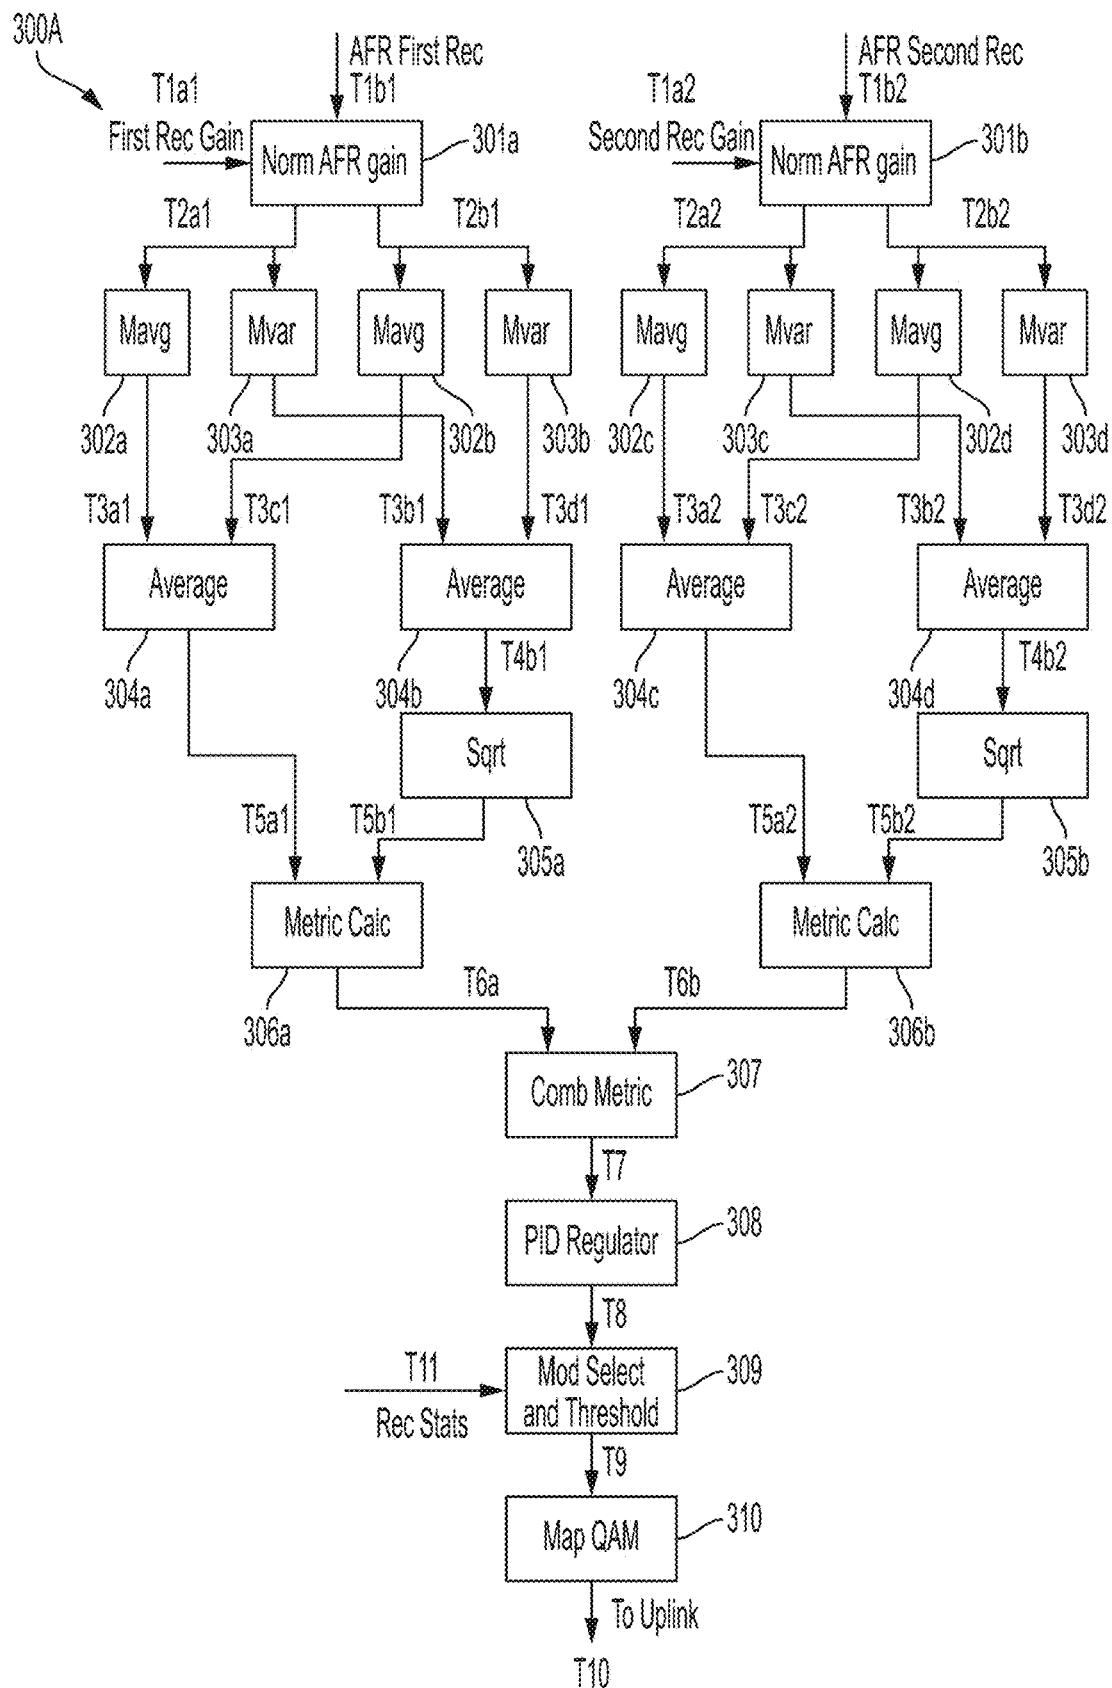 300A
AFR First Rec
T1a1
T1b1
First Rec Gain
Norm AFR gain
301a
AFR Second Rec
T1a2
T1b2
Second Rec Gain
Norm AFR gain
301b
T2a1
T2b1
T2a2
T2b2
Mavg
Mvar
Mavg
Mvar
Mavg
Mvar
Mavg
Mvar
302a
303a
302b
303b
302c
303c
302d
303d
T3a1
T3c1
T3b1
T3d1
T3a2
T3c2
T3b2
T3d2
Average
Average
Average
Average
304a
304b
T4b1
304c
304d
T4b2
Sqrt
Sqrt
T5a1
T5b1
305a
T5a2
T5b2
305b
Metric Calc
Metric Calc
306a
T6a
T6b
306b
Comb Metric
307
T7
PID Regulator
308
T8
T11
Rec Stats
Mod Select
and Threshold
309
T9
Map QAM
310
To Uplink
T10